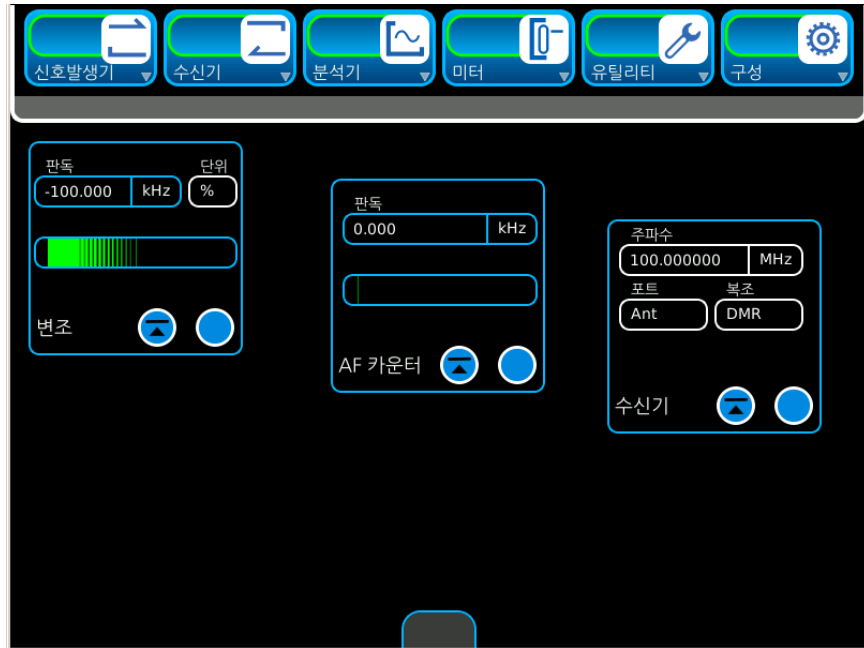 신호발생기 수신기 분석기 미터 유틸리티 구성
판독 단위
-100.000 kHz %
변조
판독
0.000 kHz
AF 카운터
주파수
100.000000 MHz
포트 복조
Ant DMR
수신기